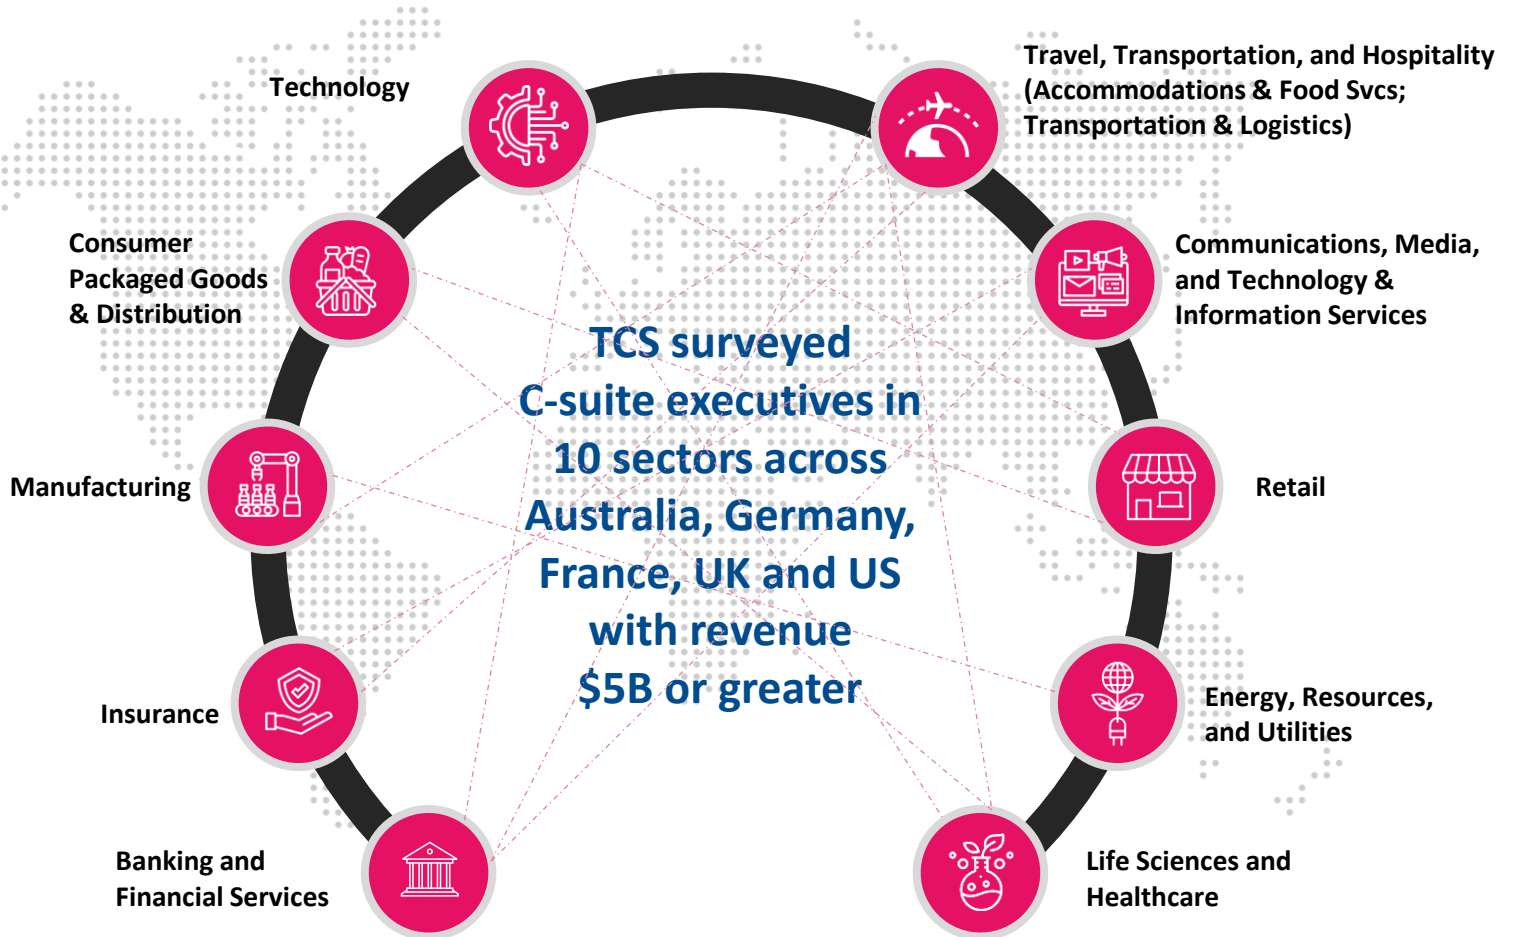 Technology
Travel, Transportation, and Hospitality
(Accommodations & Food Svcs;
Transportation & Logistics)
Consumer
Packaged Goods
& Distribution
Communications, Media,
and Technology &
Information Services
TCS surveyed
C-suite executives in
10 sectors across
Australia, Germany,
France, UK and US
with revenue
$5B or greater
Manufacturing
Retail
Insurance
Energy, Resources,
and Utilities
Banking and
Financial Services
Life Sciences and
Healthcare